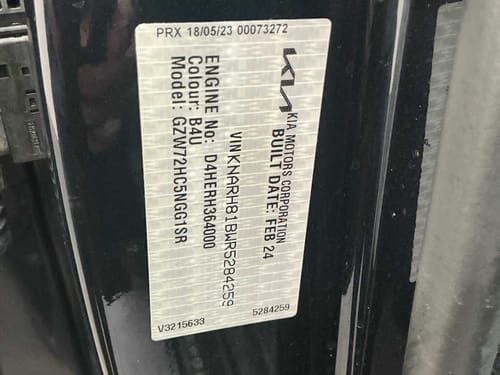 PRX 18/05/23 00073272
KIA
KIA MOTORS CORPORATION
BUILT DATE: FEB 24
VIN KNARH81BWR5284259
ENGINE No: D4HERH364000
Colour: B4U
Model: GZW72HC5NGG1SR
V3215633
5284259